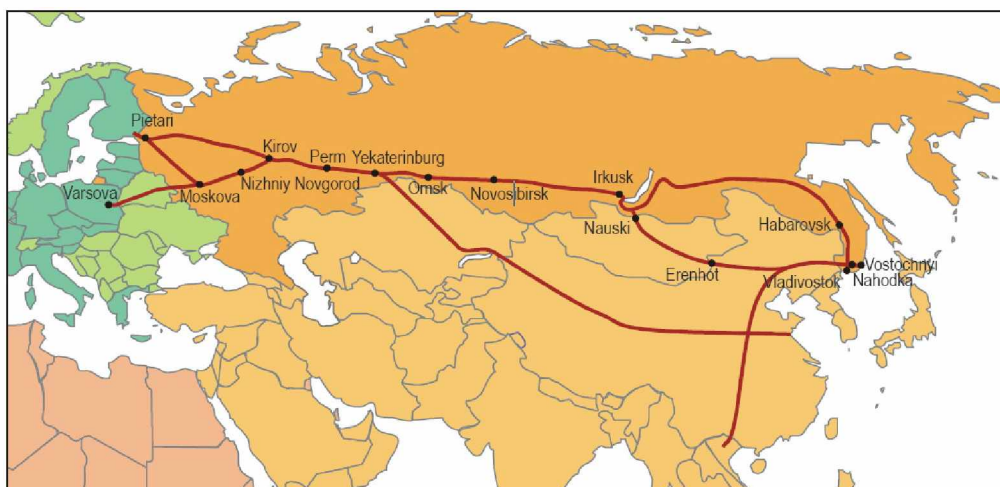 Pietari
Kirov
Perm
Yekaterinburg
Varsova
Moskova
Nizhniy Novgorod
Omsk
Novosibirsk
Irkusk
Nauski
Habarovsk
Erenhot
Vladivostok
Vostochnyi
Nahodka